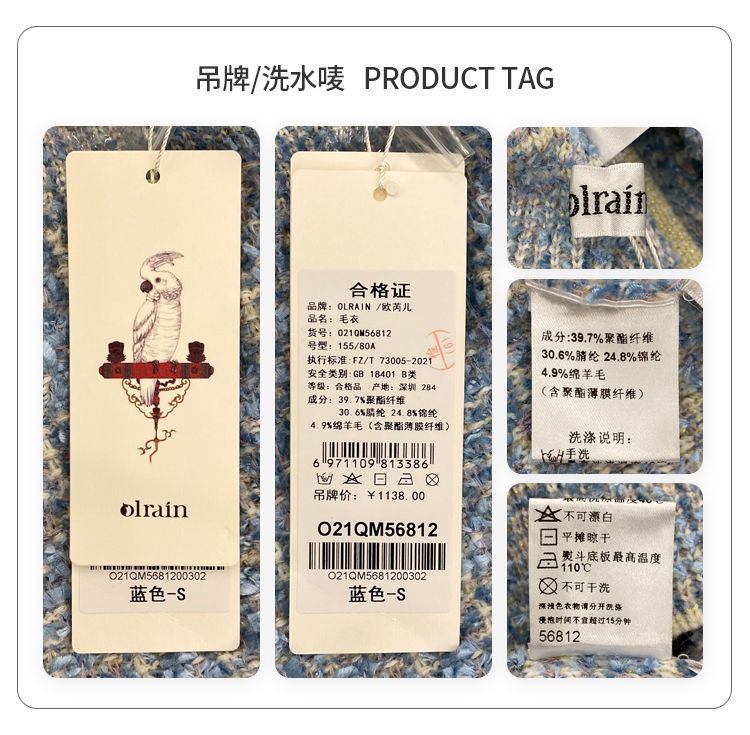 吊牌/洗水唛 PRODUCT TAG
olrain
O21QM5681200302
蓝色-S
合格证
品牌: OLRAIN /欧芮儿
品名: 毛衣
货号: O21QM56812
号型: 155/80A
执行标准:FZ/T 73005-2021
安全类别:GB 18401 B类
等级: 合格品 产地: 深圳 284
成分: 39.7%聚酯纤维
30.6%腈纶 24.8%锦纶
4.9%绵羊毛（含聚酯薄膜纤维）
6 971109 813386
吊牌价: ¥1138.00
O21QM56812
O21QM5681200302
蓝色-S
olrain
成分:39.7%聚酯纤维
30.6%腈纶 24.8%锦纶
4.9%绵羊毛
（含聚酯薄膜纤维）
洗涤说明:
手洗
不可漂白
平摊晾干
熨斗底板最高温度
110℃
不可干洗
深浅色衣物请分开洗涤
浸泡时间不宜超过15分钟
56812